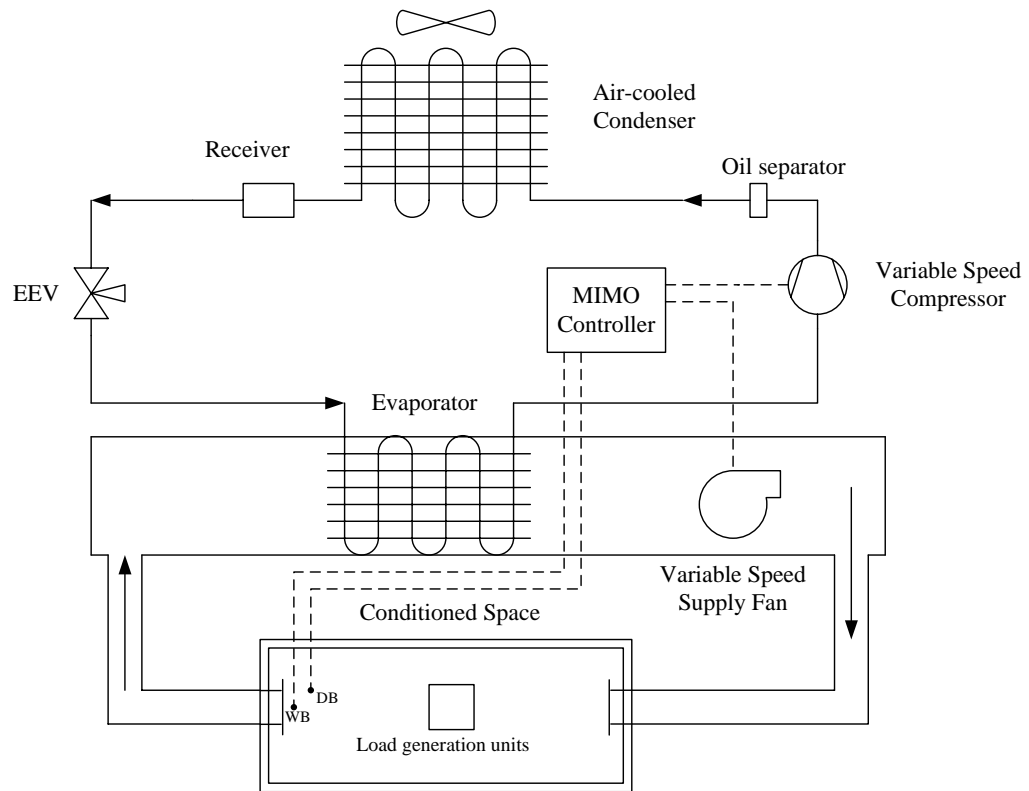 Air-cooled
Condenser
Receiver
Oil separator
EEV
MIMO
Controller
Variable Speed
Compressor
Evaporator
Variable Speed
Supply Fan
Conditioned Space
DB
WB
Load generation units